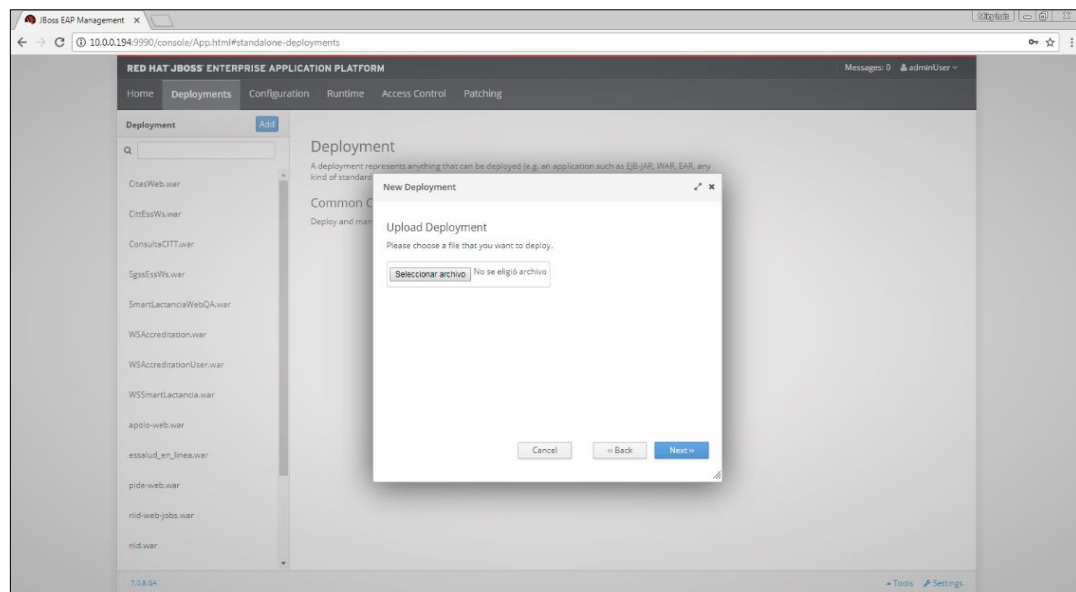 JBoss EAP Management
10.0.0.194:9990/console/App.html#standalone-deployments
RED HAT JBOSS ENTERPRISE APPLICATION PLATFORM
Messages: 0
adminUser
Home
Deployments
Configuration
Runtime
Access Control
Patching
Deployment
Add
CitasWeb.war
CittEssWs.war
ConsultaCITT.war
SgssEssWs.war
SmartLactanciaWebQA.war
WSAccreditation.war
WSAccreditationUser.war
WSSmartLactancia.war
apolo-web.war
essalud_en_linea.war
pide-web.war
nid-web-jobs.war
nid.war
Deployment
A deployment represents anything that can be deployed (e.g. an application such as EJB-JAR, WAR, EAR, any
kind of standard
Common C
Deploy and man
New Deployment
Upload Deployment
Please choose a file that you want to deploy.
Seleccionar archivo
No se eligió archivo
Cancel
‹‹ Back
Next ››
Tools
Settings